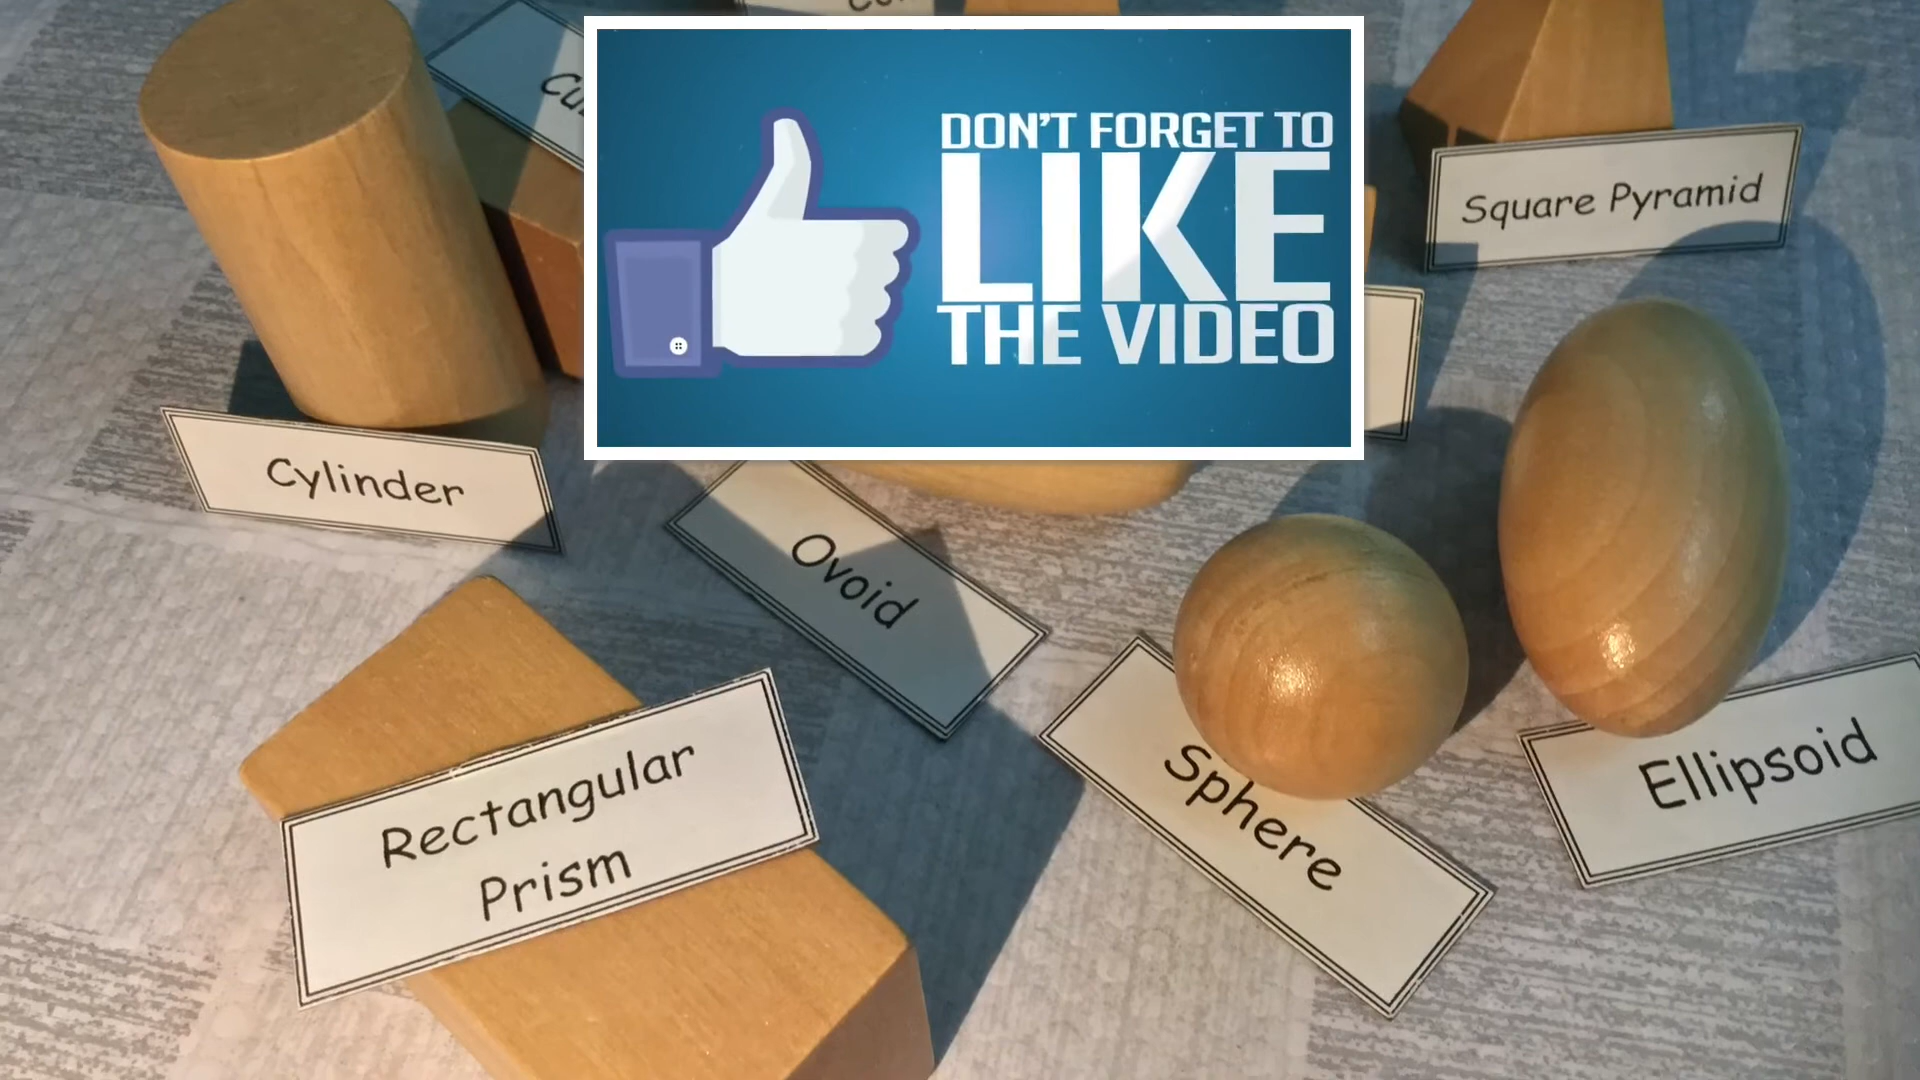 DON'T FORGET TO
LIKE
THE VIDEO
Square Pyramid
Cylinder
Ovoid
Rectangular
Prism
Sphere
Ellipsoid